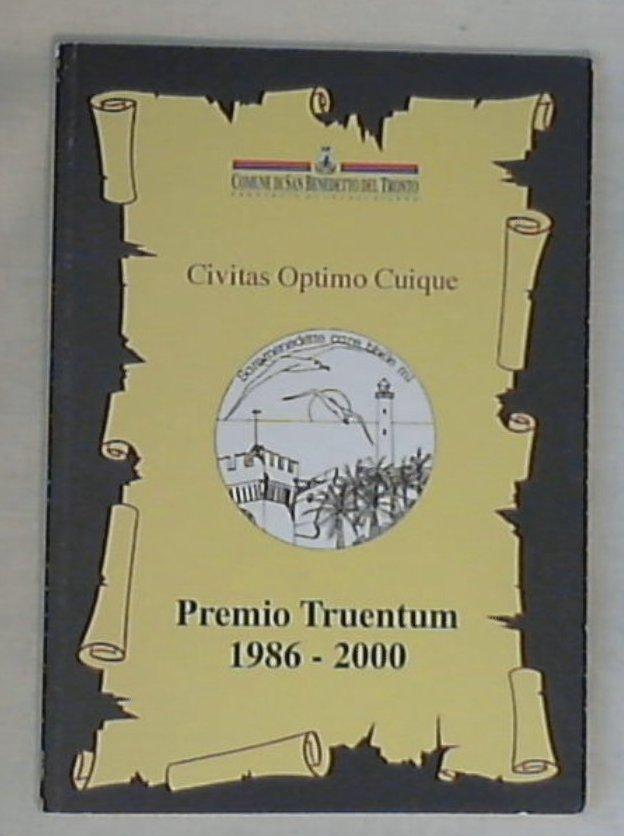 COMUNE DI SAN BENEDETTO DEL TRONTO
Civitas Optimo Cuique
Premio Truentum
1986 - 2000